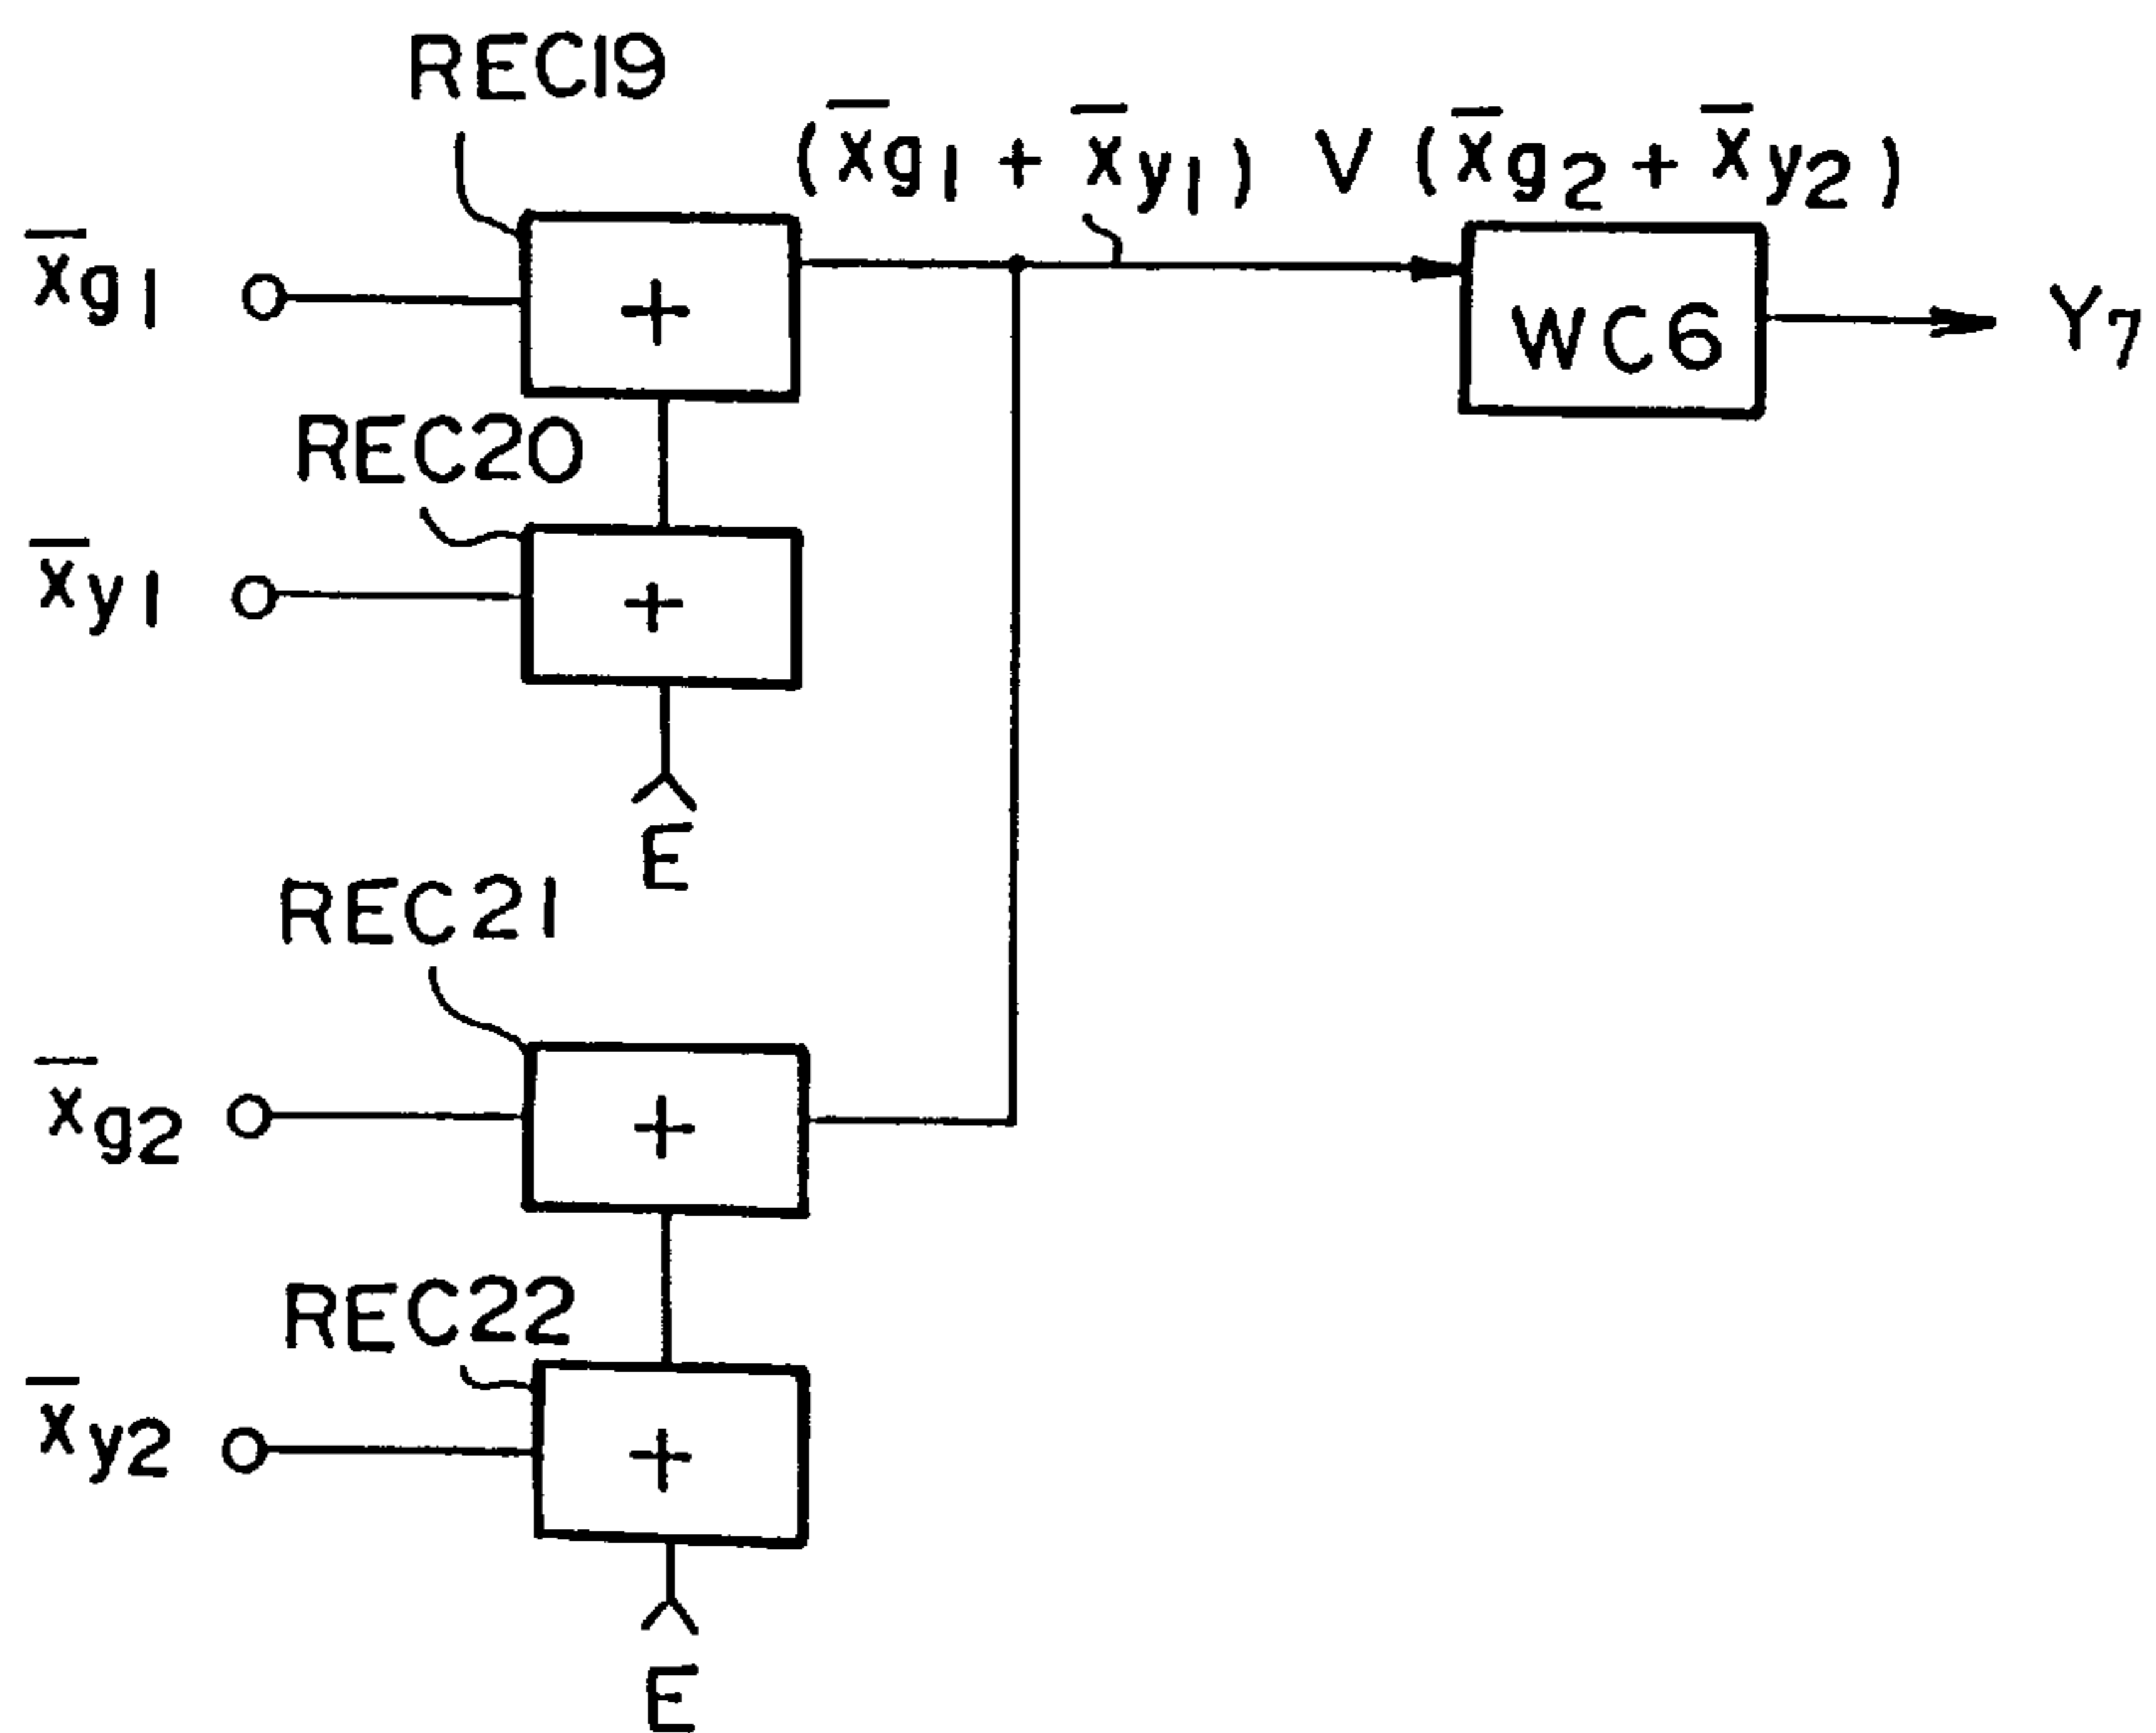 REC19
(x̄g1 + x̄y1) V (x̄g2 + x̄y2)
x̄g1
+
WC6
Y7
REC20
x̄y1
+
E
REC21
x̄g2
+
REC22
x̄y2
+
E